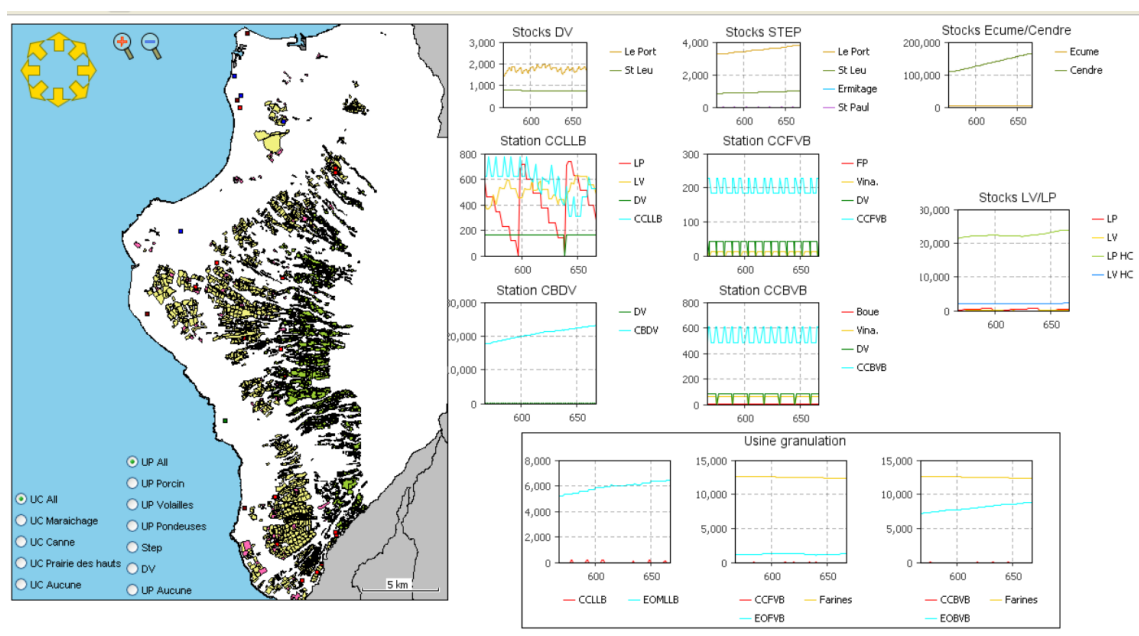 Stocks DV
3,000
2,000
1,000
0
600
650
Le Port
St Leu
Stocks STEP
4,000
2,000
0
600
650
Le Port
St Leu
Ermitage
St Paul
Stocks Ecume/Cendre
200,000
100,000
0
600
650
Ecume
Cendre
Station CCLLB
800
600
400
200
0
600
650
LP
LV
DV
CCLLB
Station CCFVB
300
200
100
0
600
650
FP
Vina.
DV
CCFVB
Stocks LV/LP
30,000
20,000
10,000
0
600
650
LP
LV
LP HC
LV HC
Station CBDV
30,000
20,000
10,000
0
600
650
DV
CBDV
Station CCBVB
800
600
400
200
0
600
650
Boue
Vina.
DV
CCBVB
UC All
UC Maraichage
UC Canne
UC Prairie des hauts
UC Aucune
UP All
UP Porcin
UP Volailles
UP Pondeuses
Step
DV
UP Aucune
5 km
Usine granulation
8,000
6,000
4,000
2,000
0
600
650
CCLLB
EOMLLB
15,000
10,000
5,000
0
600
650
CCFVB
Farines
EOFVB
15,000
10,000
5,000
0
600
650
CCBVB
Farines
EOBVB